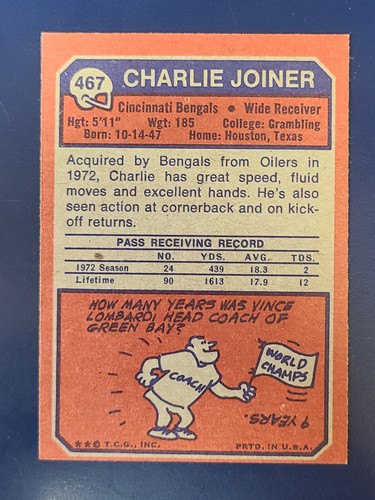 467 CHARLIE JOINER
Cincinnati Bengals • Wide Receiver
Hgt: 5'11" Wgt: 185 College: Grambling
Born: 10-14-47 Home: Houston, Texas
Acquired by Bengals from Oilers in
1972, Charlie has great speed, fluid
moves and excellent hands. He's also
seen action at cornerback and on kick-
off returns.
PASS RECEIVING RECORD
NO. YDS. AVG. TDS.
1972 Season 24 439 18.3 2
Lifetime 90 1613 17.9 12
HOW MANY YEARS WAS VINCE
LOMBARDI HEAD COACH OF
GREEN BAY?
WORLD
CHAMPS
COACH
9 YEARS.
**© T.C.G., INC. PRTD. IN U.S.A.